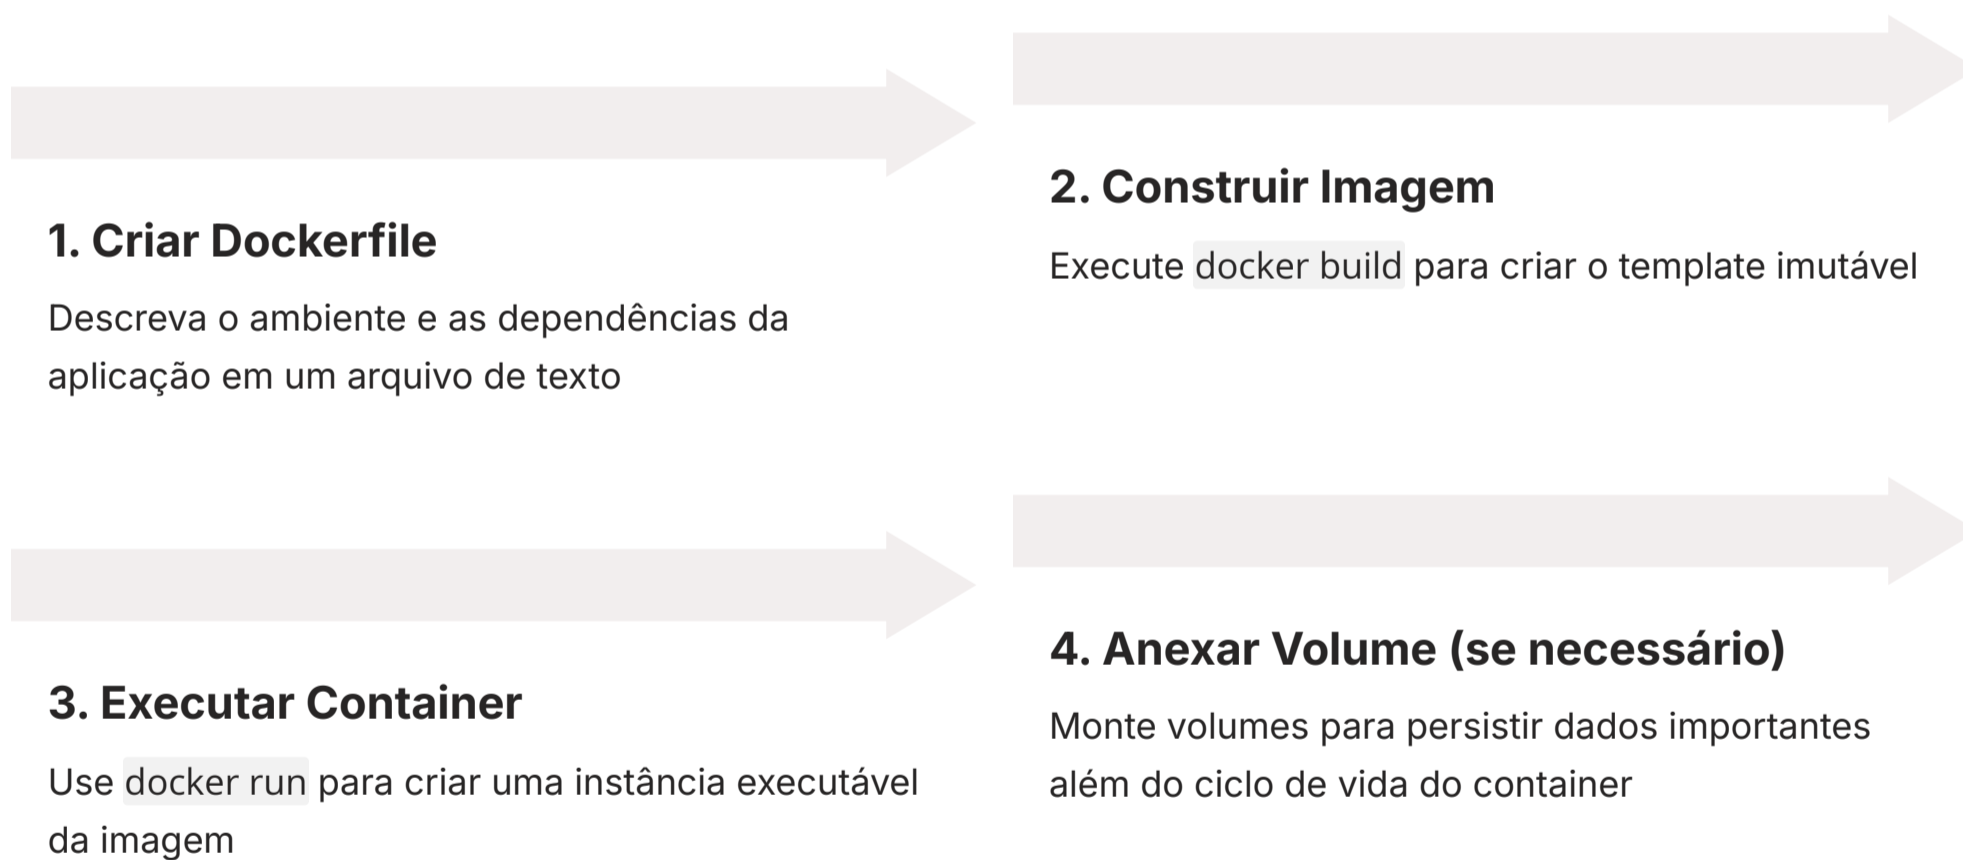 1. Criar Dockerfile
Descreva o ambiente e as dependências da
aplicação em um arquivo de texto
2. Construir Imagem
Execute docker build para criar o template imutável
3. Executar Container
Use docker run para criar uma instância executável
da imagem
4. Anexar Volume (se necessário)
Monte volumes para persistir dados importantes
além do ciclo de vida do container